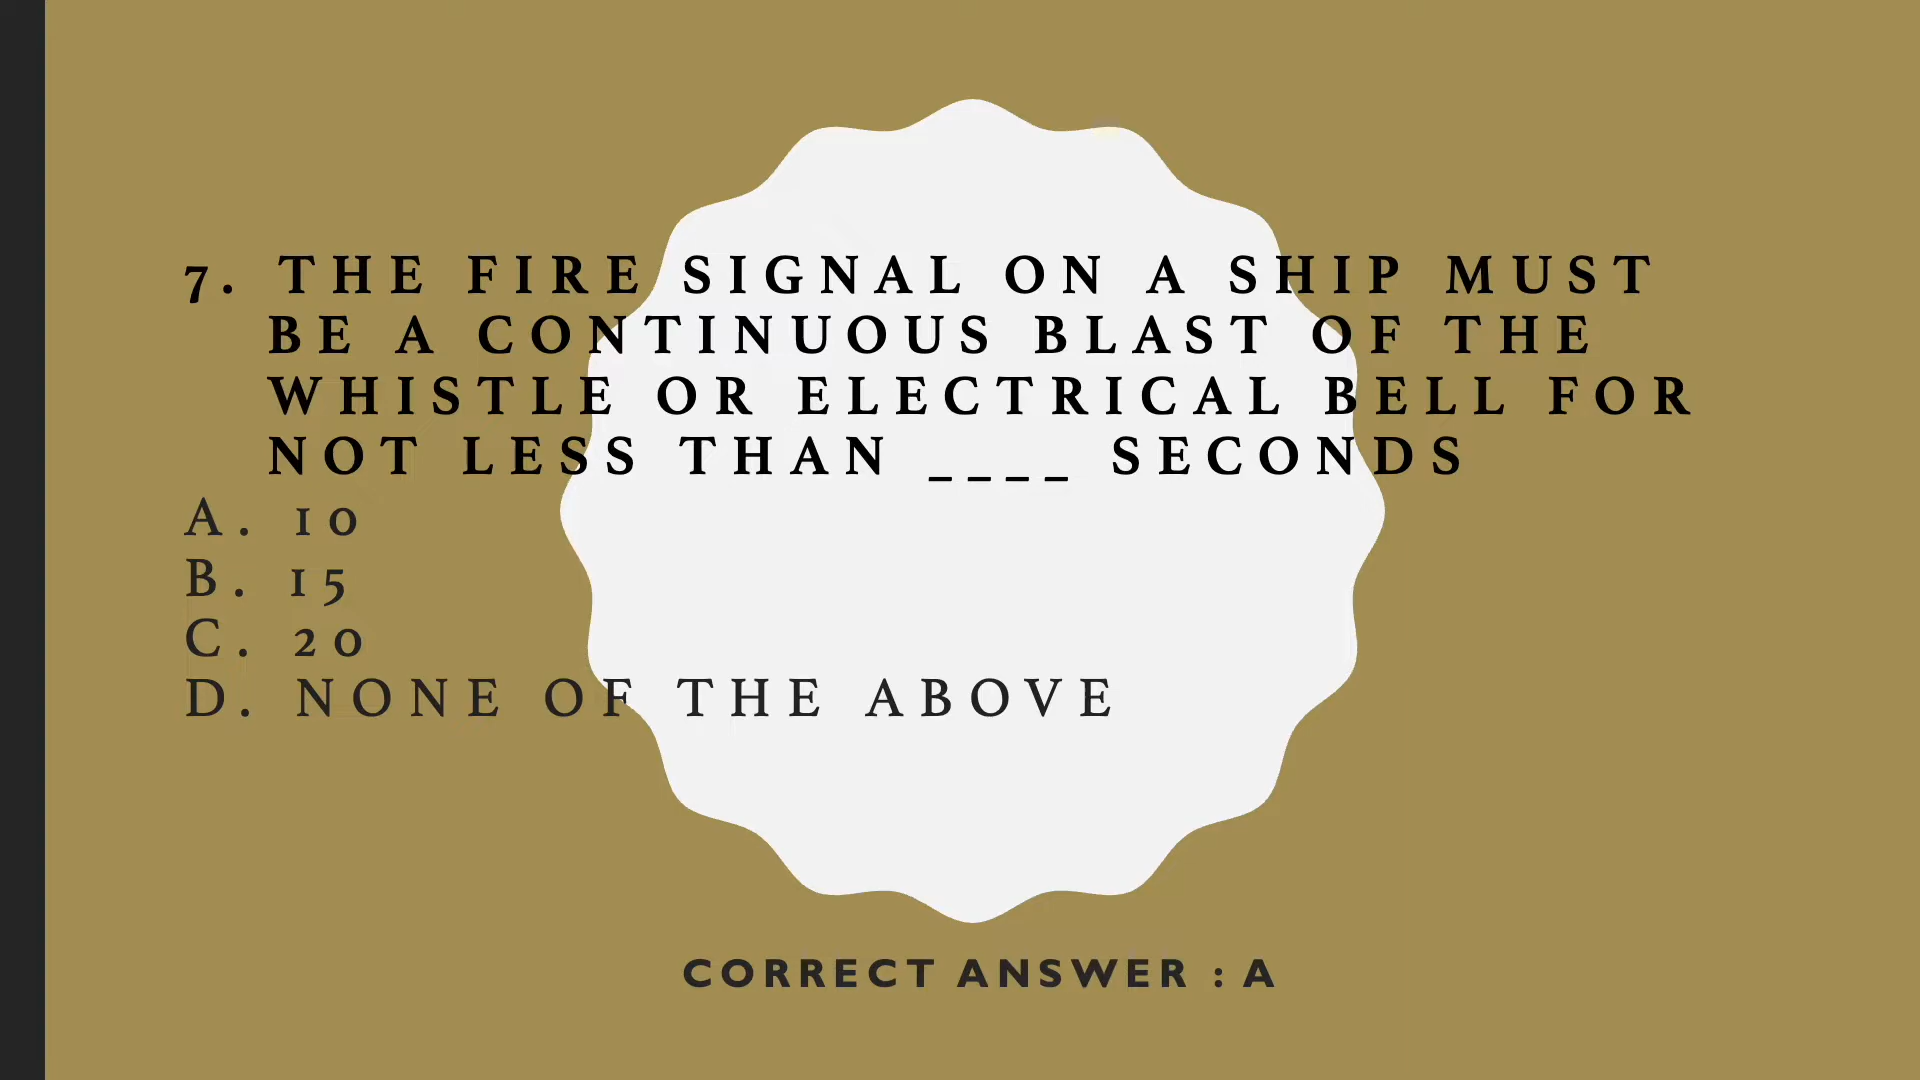 7. THE FIRE SIGNAL ON A SHIP MUST
BE A CONTINUOUS BLAST OF THE
WHISTLE OR ELECTRICAL BELL FOR
NOT LESS THAN ____ SECONDS
A. 10
B. 15
C. 20
D. NONE OF THE ABOVE
CORRECT ANSWER : A